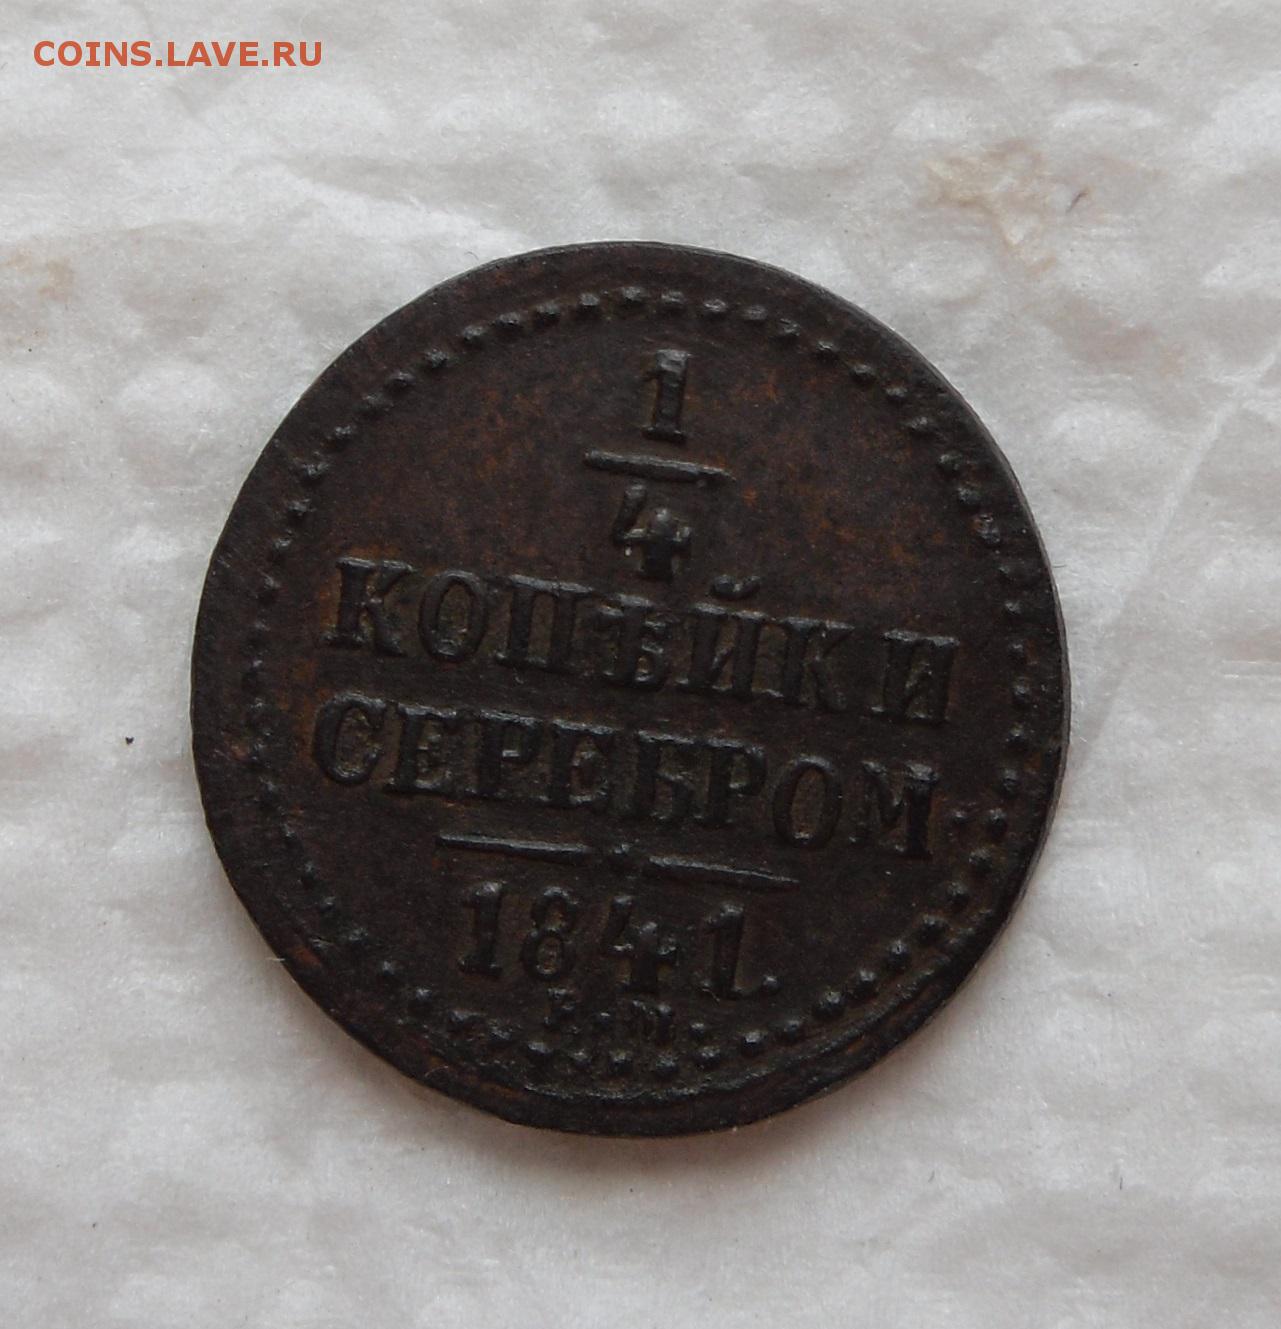 COINS.LAVE.RU
1
4
КОПѢЙКИ
СЕРЕБРОМ
1841.
М.